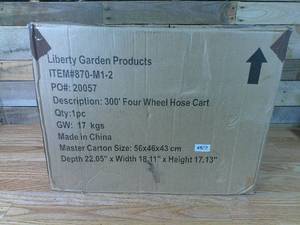 Liberty Garden Products
ITEM#870-M1-2
PO#: 20057
Description: 300' Four Wheel Hose Cart
Qty:1pc
GW: 17 kgs
Made in China
Master Carton Size: 56x46x43 cm
Depth 22.05" x Width 18.11" x Height 17.13"